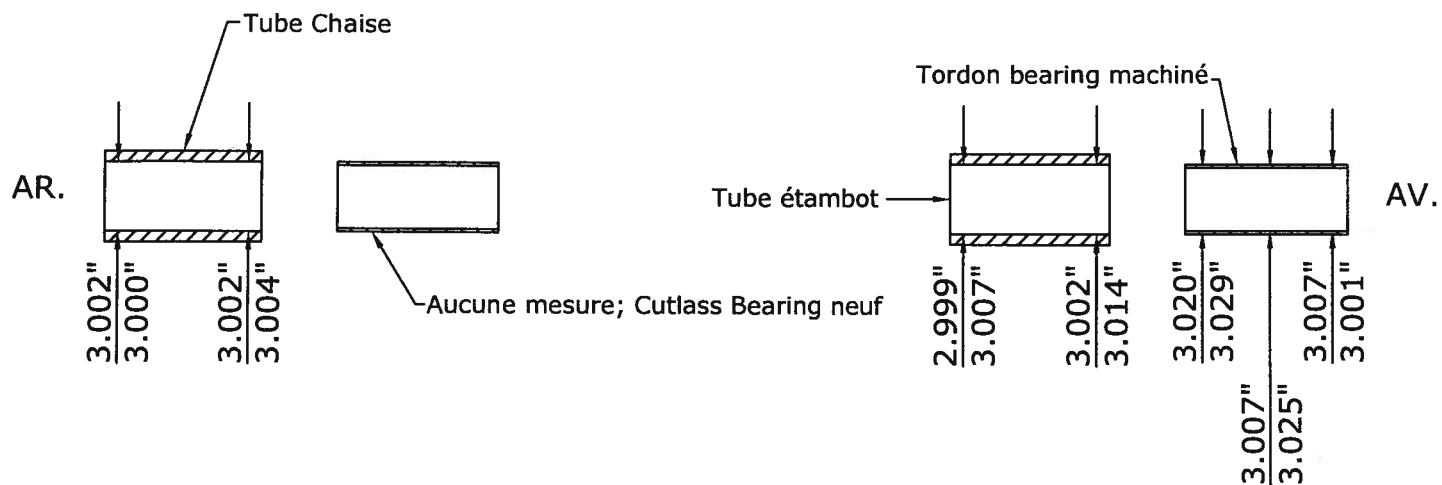 Tube Chaise
Tordon bearing machiné
AR.
AV.
Tube étambot
Aucune mesure; Cutlass Bearing neuf
3.002"
3.000"
3.002"
3.004"
2.999"
3.007"
3.002"
3.014"
3.020"
3.029"
3.007"
3.025"
3.007"
3.001"